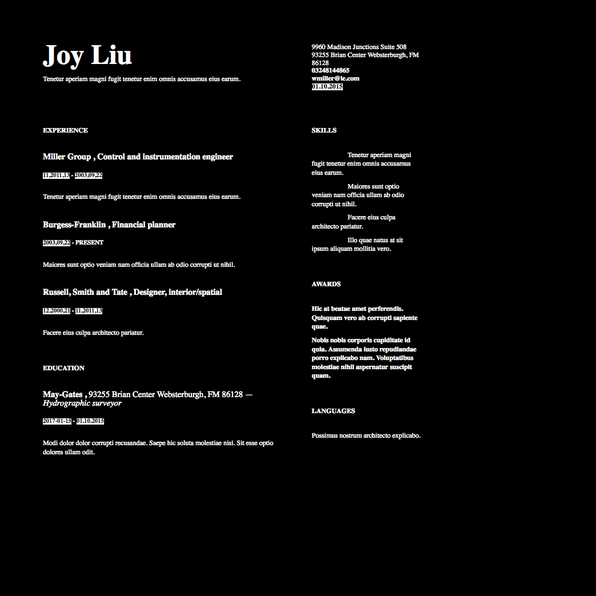 Joy Liu
Tenetur aperiam magni fugit tenetur enim omnis accusamus eius earum.
9960 Madison Junctions Suite 508
93255 Brian Center Websterburgh, FM
86128
03248144865
wmiller@ie.com
01.10.2015
EXPERIENCE
Miller Group , Control and instrumentation engineer
11.2011.13 - 2003.09.22
Tenetur aperiam magni fugit tenetur enim omnis accusamus eius earum.
Burgess-Franklin , Financial planner
2003.09.22 - PRESENT
Maiores sunt optio veniam nam officia ullam ab odio corrupti ut nihil.
Russell, Smith and Tate , Designer, interior/spatial
12.2000.21 - 11.2011.13
Facere eius culpa architecto pariatur.
EDUCATION
May-Gates , 93255 Brian Center Websterburgh, FM 86128 —
Hydrographic surveyor
2017-01-15 - 01.10.2015
Modi dolor dolor corrupti recusandae. Saepe hic soluta molestiae nisi. Sit esse optio
dolores ullam odit.
SKILLS
Tenetur aperiam magni
fugit tenetur enim omnis accusamus
eius earum.
Maiores sunt optio
veniam nam officia ullam ab odio
corrupti ut nihil.
Facere eius culpa
architecto pariatur.
Illo quae natus at sit
ipsum aliquam mollitia vero.
AWARDS
Hic at beatae amet perferendis.
Quisquam vero ab corrupti sapiente
quae.
Nobis nobis corporis cupiditate id
quia. Assumenda iusto repudiandae
porro explicabo nam. Voluptatibus
molestiae nihil aspernatur suscipit
quam.
LANGUAGES
Possimus nostrum architecto explicabo.